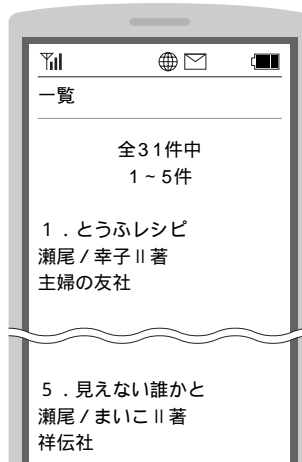 一覧
全31件中
1~5件
1．とうふレシピ
瀬尾/幸子∥著
主婦の友社
5．見えない誰かと
瀬尾/まいこ∥著
祥伝社